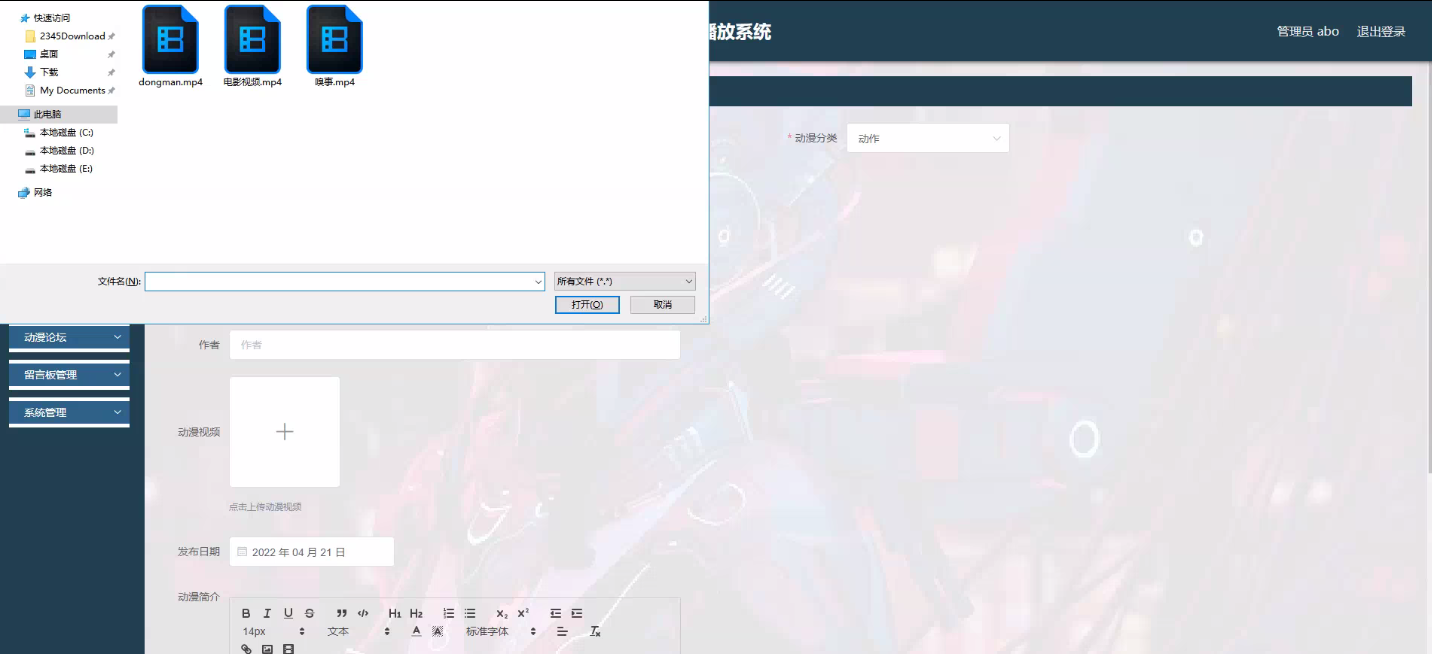 快速访问
2345Download
桌面
下载
My Documents
此电脑
本地磁盘 (C:)
本地磁盘 (D:)
本地磁盘 (E:)
网络
dongman.mp4
电影视频.mp4
嗅事.mp4
文件名(N):
所有文件 (*.*)
打开(O)
取消
播放系统
管理员 abo
退出登录
* 动漫分类
动作
动漫论坛
留言板管理
系统管理
作者
作者
动漫视频
点击上传动漫视频
发布日期
2022 年 04 月 21 日
动漫简介
B I U S
H1 H2
X2 X2
14px
文本
A A
标准字体
Tx